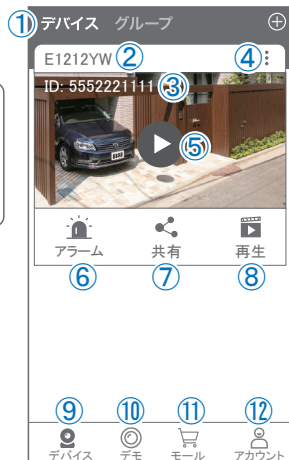 ① デバイス グループ
E1212YW ② ④
ID: 5552221111 ③
⑤
アラーム 共有 再生
⑥ ⑦ ⑧
⑨ ⑩ ⑪ ⑫
デバイス デモ モール アカウント